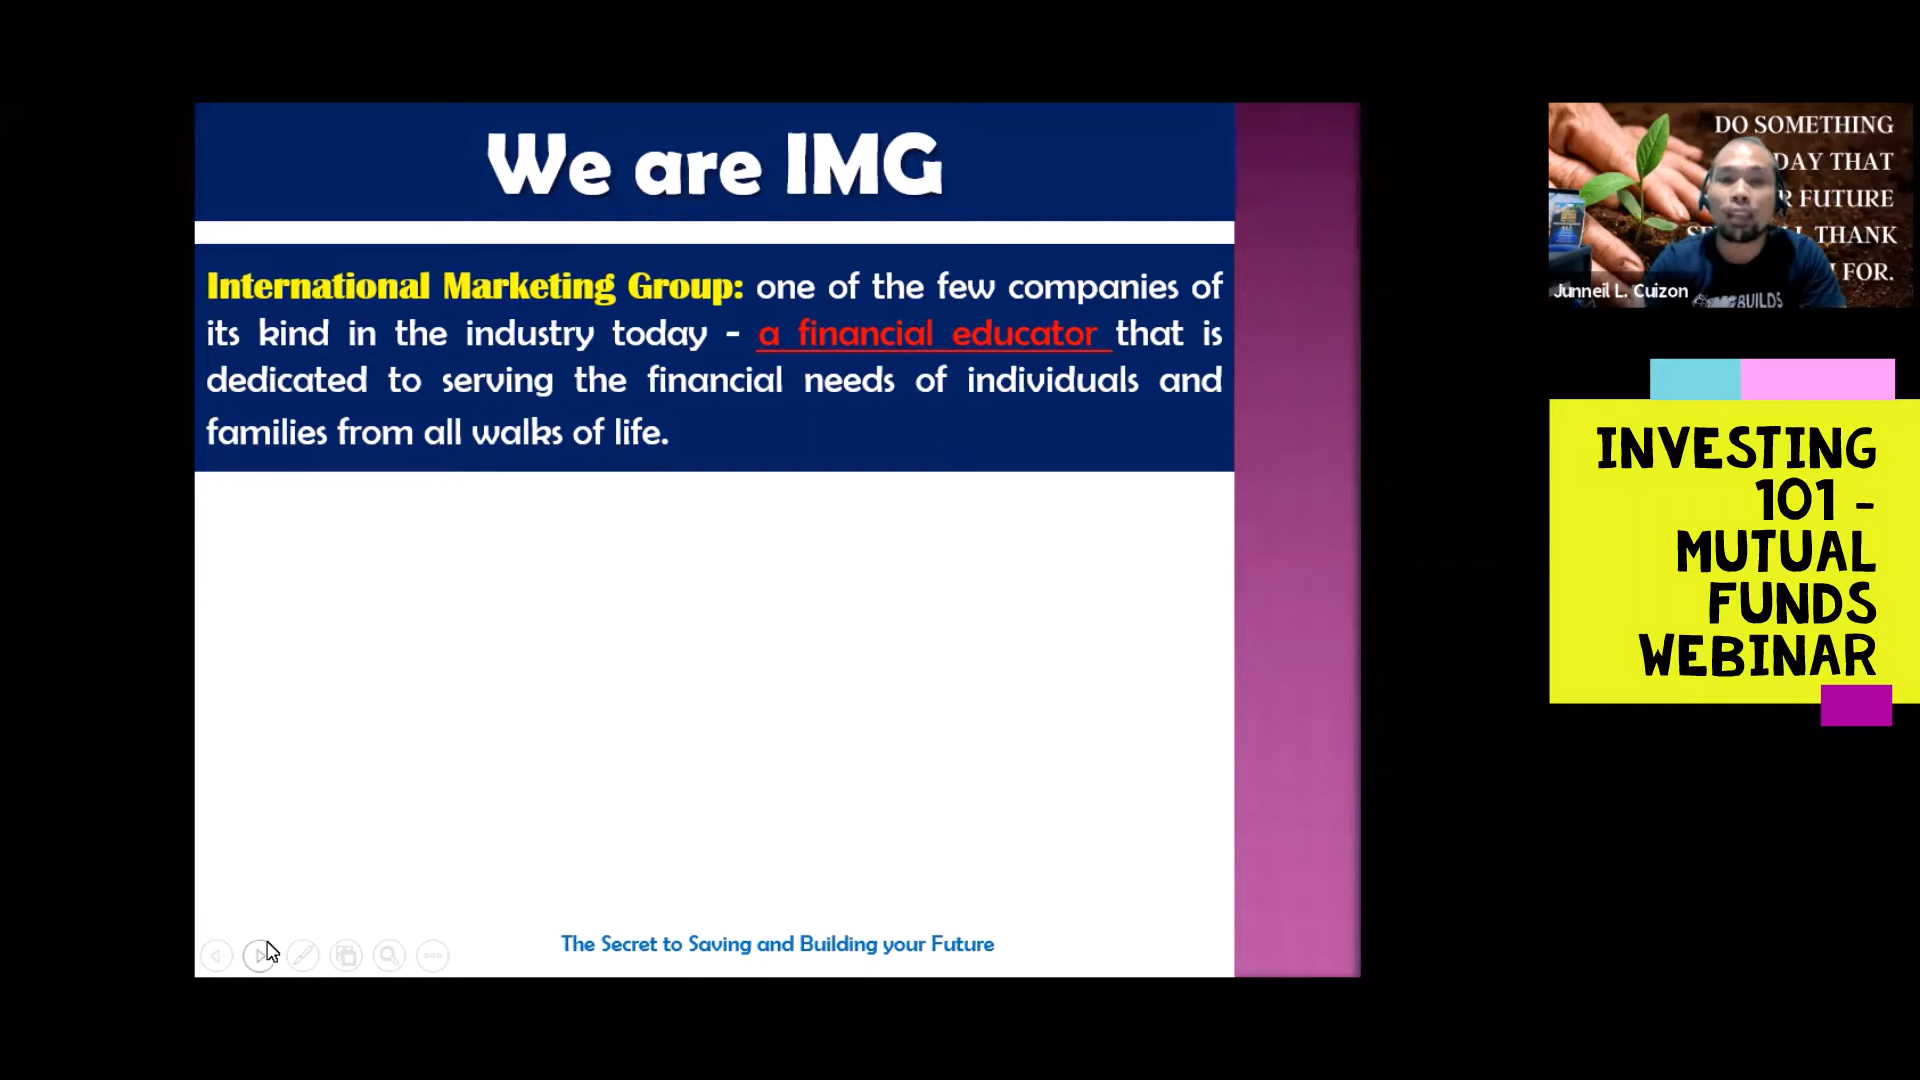 We are IMG
International Marketing Group: one of the few companies of
its kind in the industry today - a financial educator that is
dedicated to serving the financial needs of individuals and
families from all walks of life.
The Secret to Saving and Building your Future
DO SOMETHING
DAY THAT
R FUTURE
THANK
FOR.
Junneil L. Cuizon
BUILDS
INVESTING
101 -
MUTUAL
FUNDS
WEBINAR